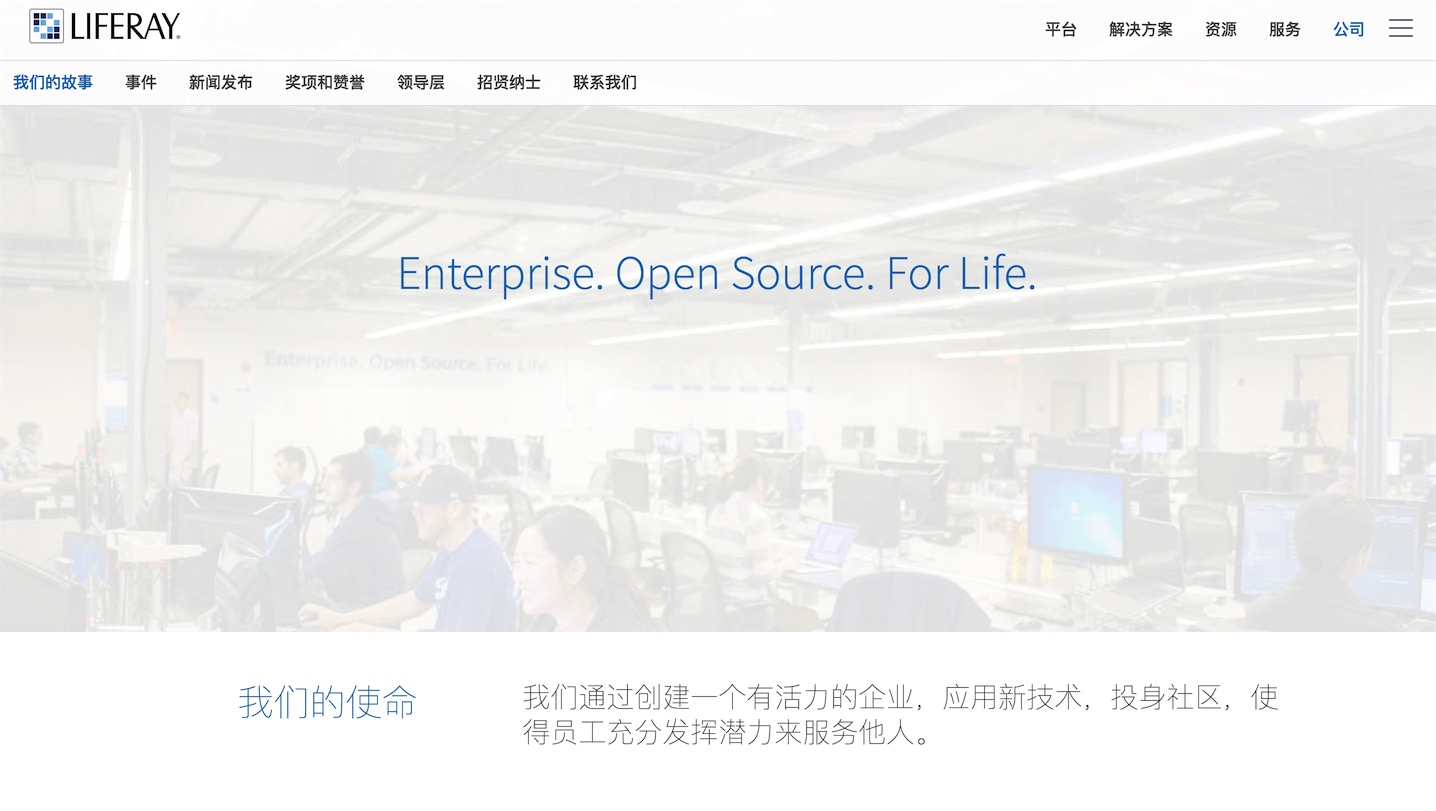 LIFERAY.
平台 解决方案 资源 服务 公司
我们的故事 事件 新闻发布 奖项和赞誉 领导层 招贤纳士 联系我们
Enterprise. Open Source. For Life.
Enterprise. Open Source. For Life.
我们的使命
我们通过创建一个有活力的企业，应用新技术，投身社区，使
得员工充分发挥潜力来服务他人。